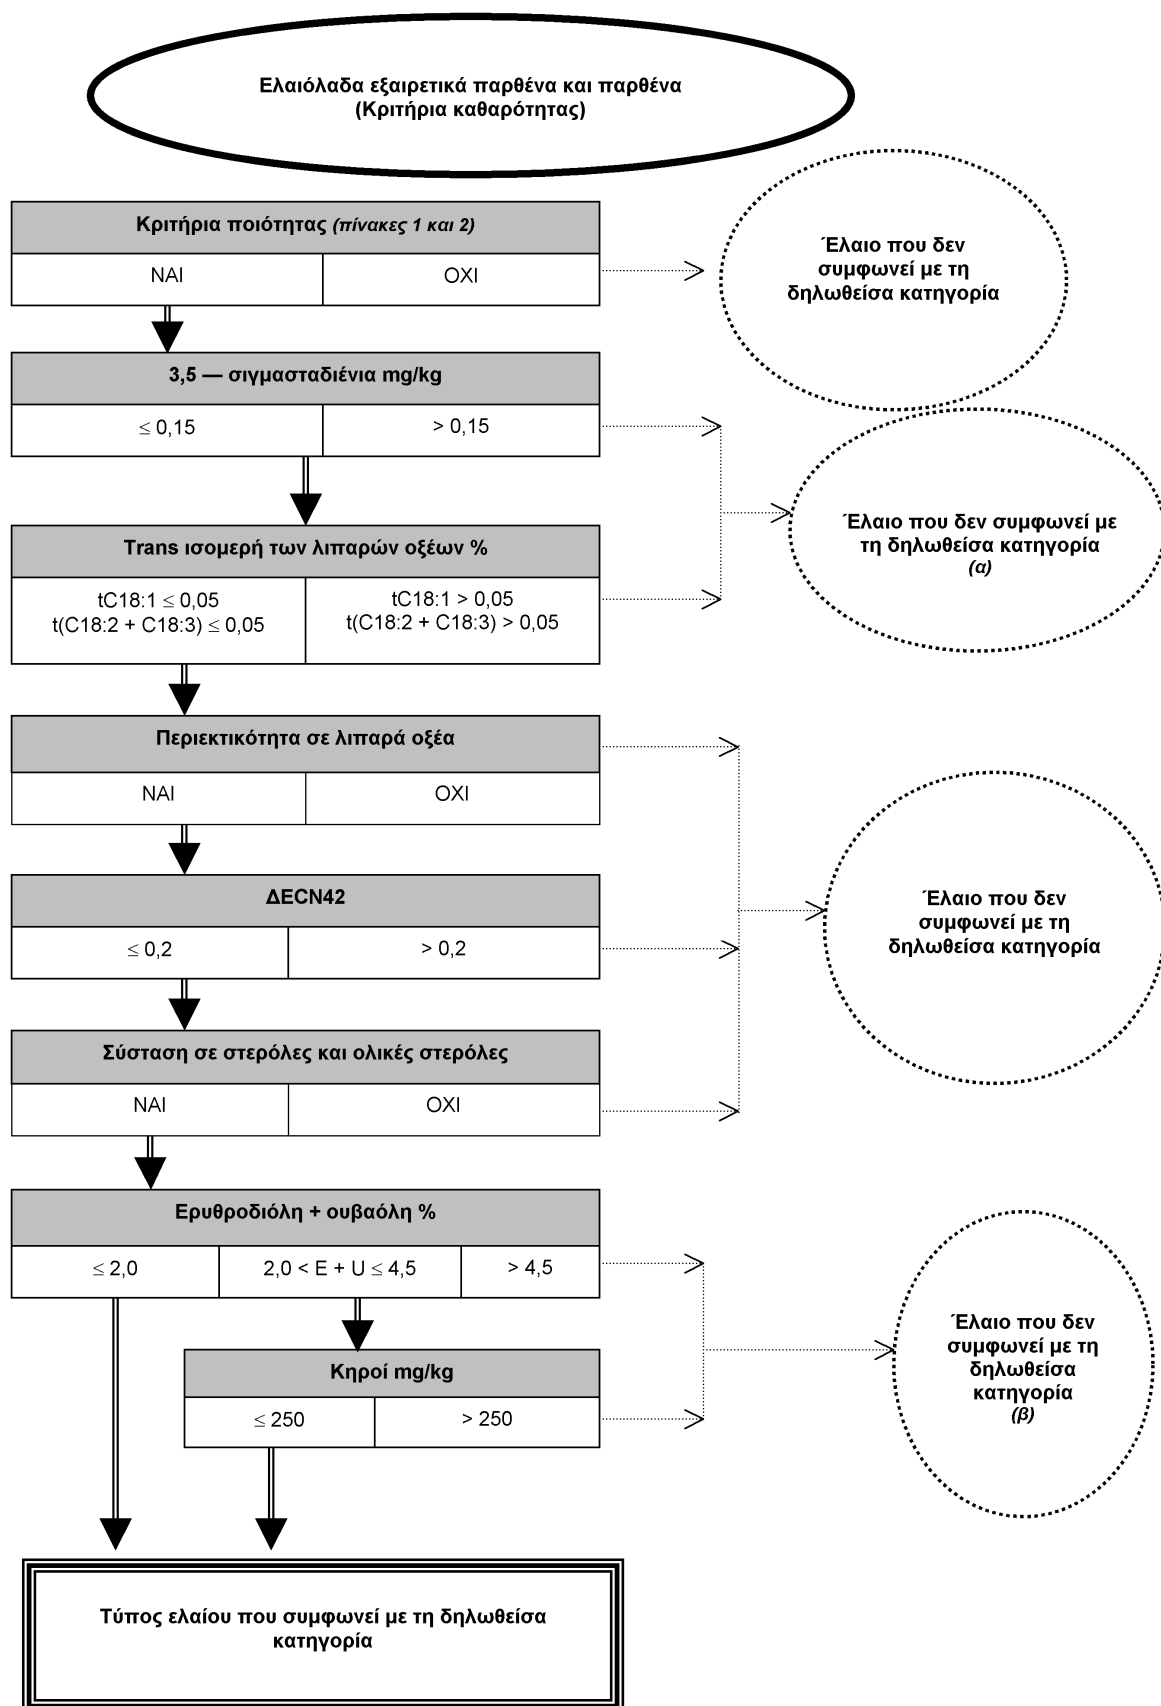 Ελαιόλαδα εξαιρετικά παρθένα και παρθένα
(Κριτήρια καθαρότητας)
Κριτήρια ποιότητας (πίνακες 1 και 2)
ΝΑΙ
ΟΧΙ
Έλαιο που δεν
συμφωνεί με τη
δηλωθείσα κατηγορία
3,5 — σιγμασταδιένια mg/kg
≤ 0,15
> 0,15
Έλαιο που δεν συμφωνεί με
τη δηλωθείσα κατηγορία
(α)
Trans ισομερή των λιπαρών οξέων %
tC18:1 ≤ 0,05
t(C18:2 + C18:3) ≤ 0,05
tC18:1 > 0,05
t(C18:2 + C18:3) > 0,05
Περιεκτικότητα σε λιπαρά οξέα
ΝΑΙ
ΟΧΙ
ΔECN42
≤ 0,2
> 0,2
Έλαιο που δεν
συμφωνεί με τη
δηλωθείσα κατηγορία
Σύσταση σε στερόλες και ολικές στερόλες
ΝΑΙ
ΟΧΙ
Ερυθροδιόλη + ουβαόλη %
≤ 2,0
2,0 < E + U ≤ 4,5
> 4,5
Κηροί mg/kg
≤ 250
> 250
Έλαιο που δεν
συμφωνεί με τη
δηλωθείσα
κατηγορία
(β)
Τύπος ελαίου που συμφωνεί με τη δηλωθείσα
κατηγορία